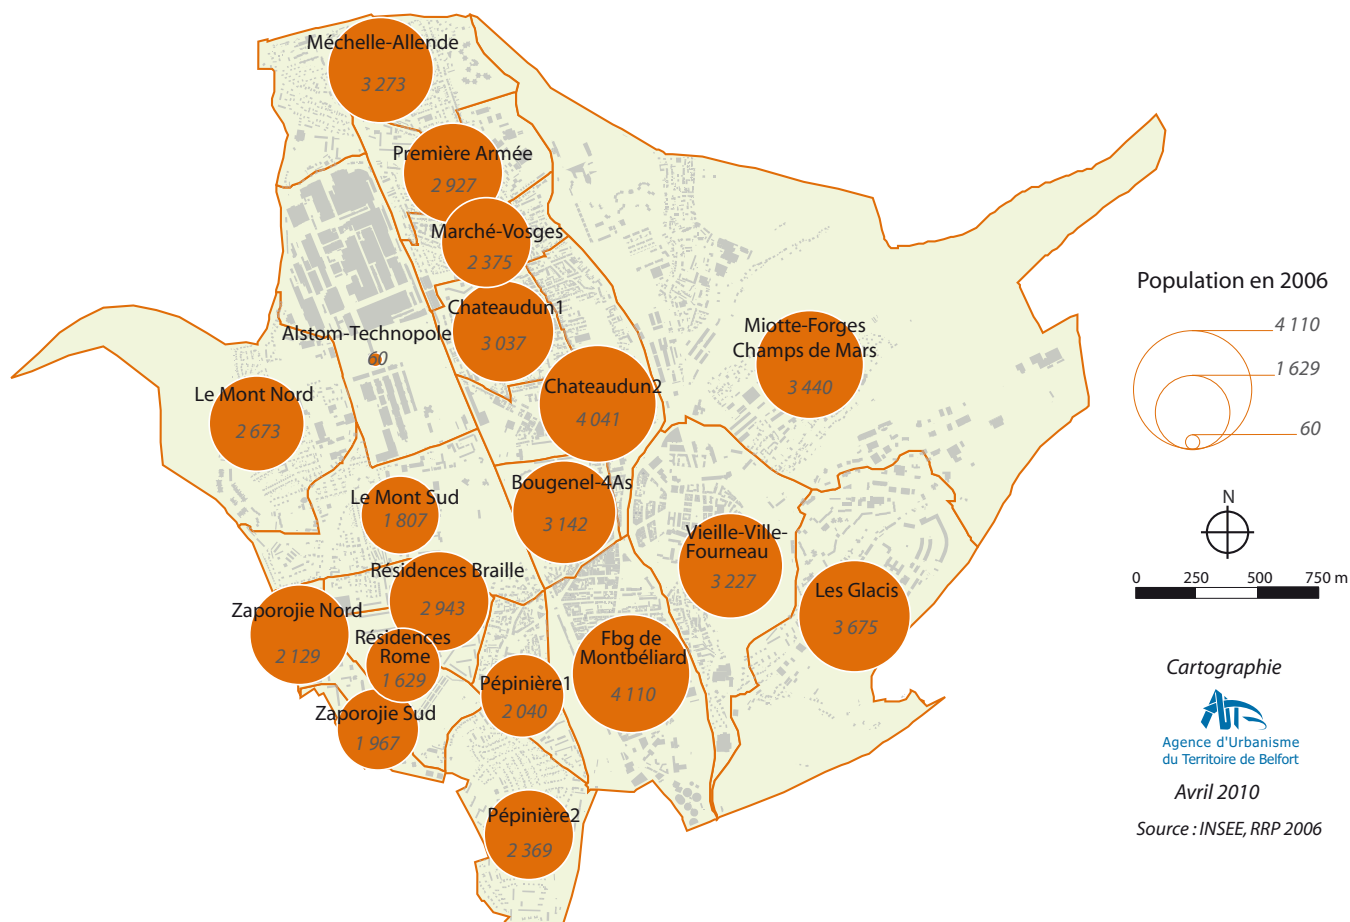 Méchelle-Allende
3 273
Première Armée
2 927
Marché-Vosges
2 375
Chateaudun1
3 037
Alstom-Technopole
60
Miotte-Forges
Champs de Mars
3 440
Le Mont Nord
2 673
Chateaudun2
4 041
Le Mont Sud
1 807
Bougenel-4As
3 142
Vieille-Ville-
Fourneau
3 227
Résidences Braille
2 943
Les Glacis
3 675
Zaporojie Nord
2 129
Résidences
Rome
1 629
Fbg de
Montbéliard
4 110
Pépinière1
2 040
Zaporojie Sud
1 967
Pépinière2
2 369
Population en 2006
4 110
1 629
60
N
0 250 500 750 m
Cartographie
Agence d'Urbanisme
du Territoire de Belfort
Avril 2010
Source : INSEE, RRP 2006